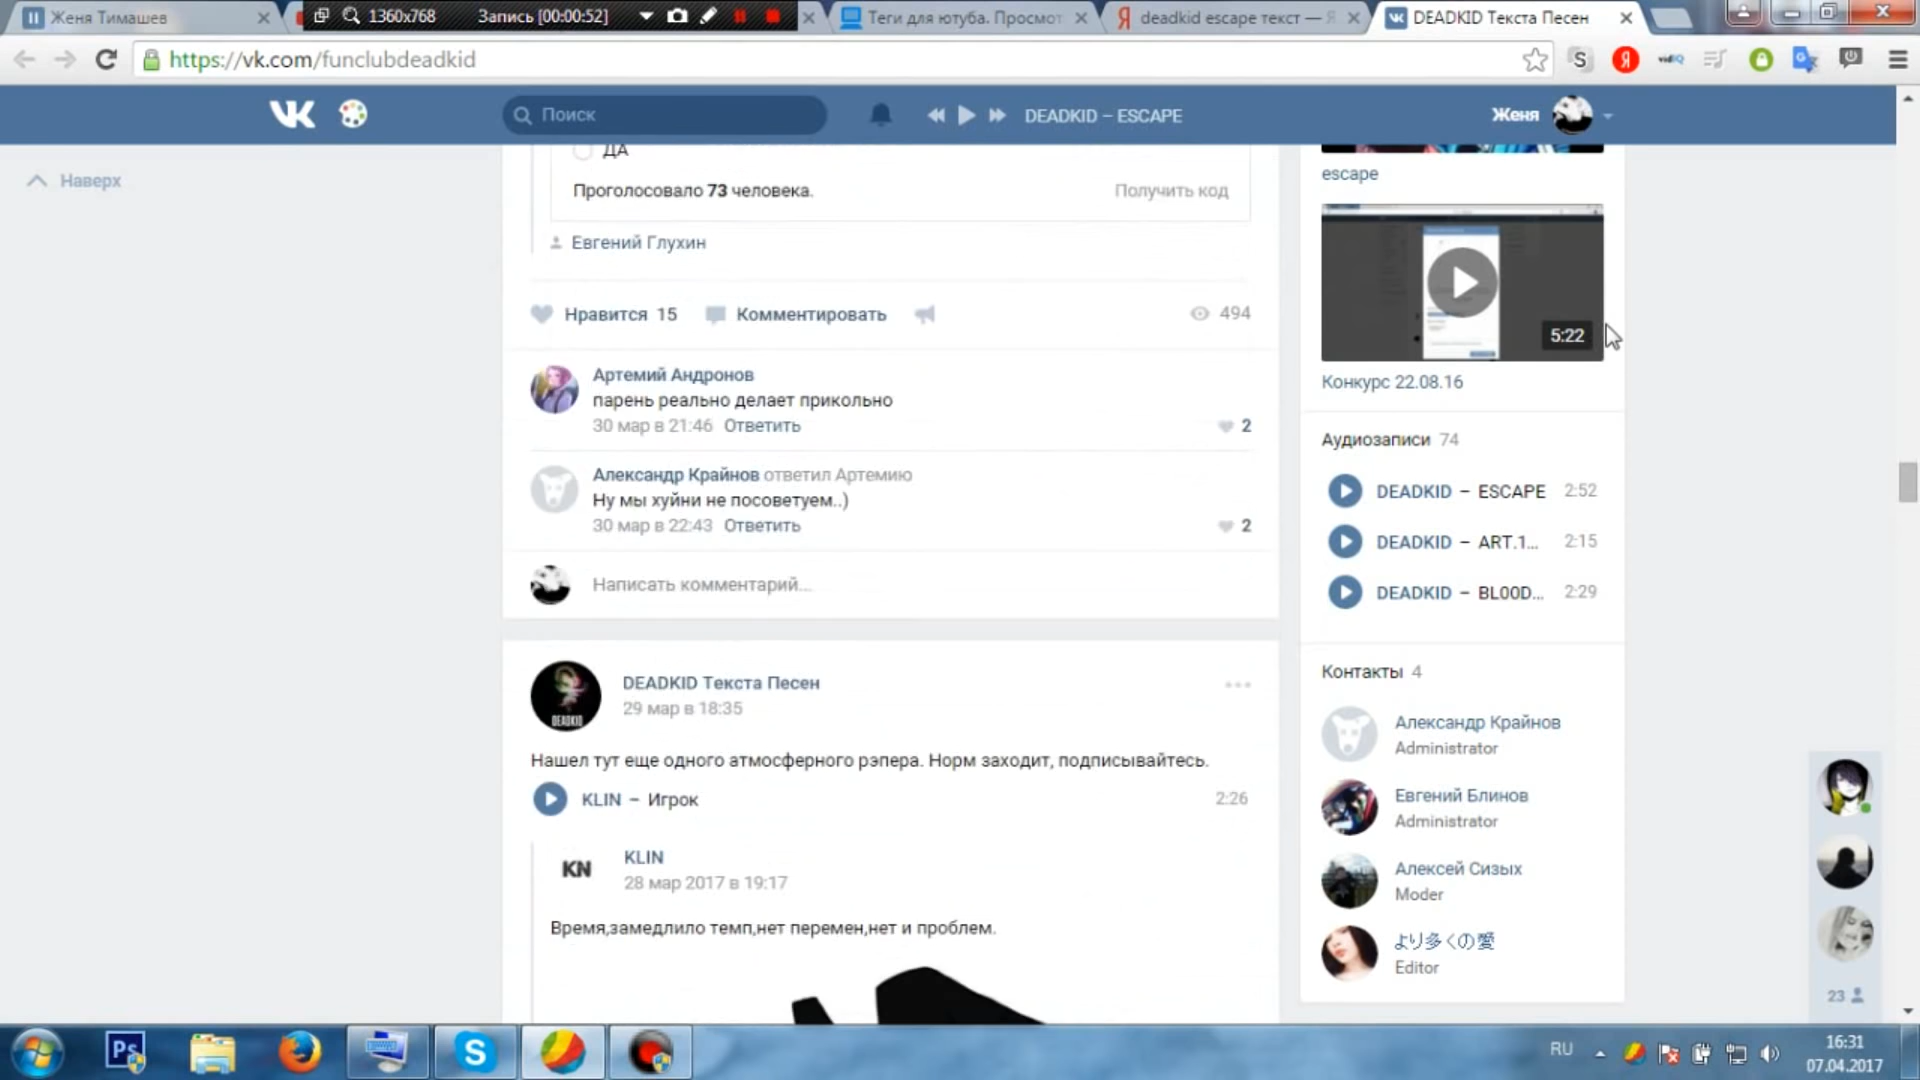 Женя Тимашев
1360x768
Запись [00:00:52]
Теги для ютуба. Просмот
deadkid escape текст —
DEADKID Текста Песен
https://vk.com/funclubdeadkid
Поиск
DEADKID – ESCAPE
Женя
Наверх
ДА
Проголосовало 73 человека.
Получить код
Евгений Глухин
Нравится 15
Комментировать
494
Артемий Андронов
парень реально делает прикольно
30 мар в 21:46 Ответить
2
Александр Крайнов ответил Артемию
Ну мы хуйни не посоветуем..)
30 мар в 22:43 Ответить
2
Написать комментарий...
DEADKID
DEADKID Текста Песен
29 мар в 18:35
Нашел тут еще одного атмосферного рэпера. Норм заходит, подписывайтесь.
KLIN – Игрок
2:26
KN
KLIN
28 мар 2017 в 19:17
Время,замедлило темп,нет перемен,нет и проблем.
escape
5:22
Конкурс 22.08.16
Аудиозаписи 74
DEADKID – ESCAPE 2:52
DEADKID – ART.1... 2:15
DEADKID – BL00D... 2:29
Контакты 4
Александр Крайнов
Administrator
Евгений Блинов
Administrator
Алексей Сизых
Moder
より多くの愛
Editor
23
Ps
RU
16:31
07.04.2017